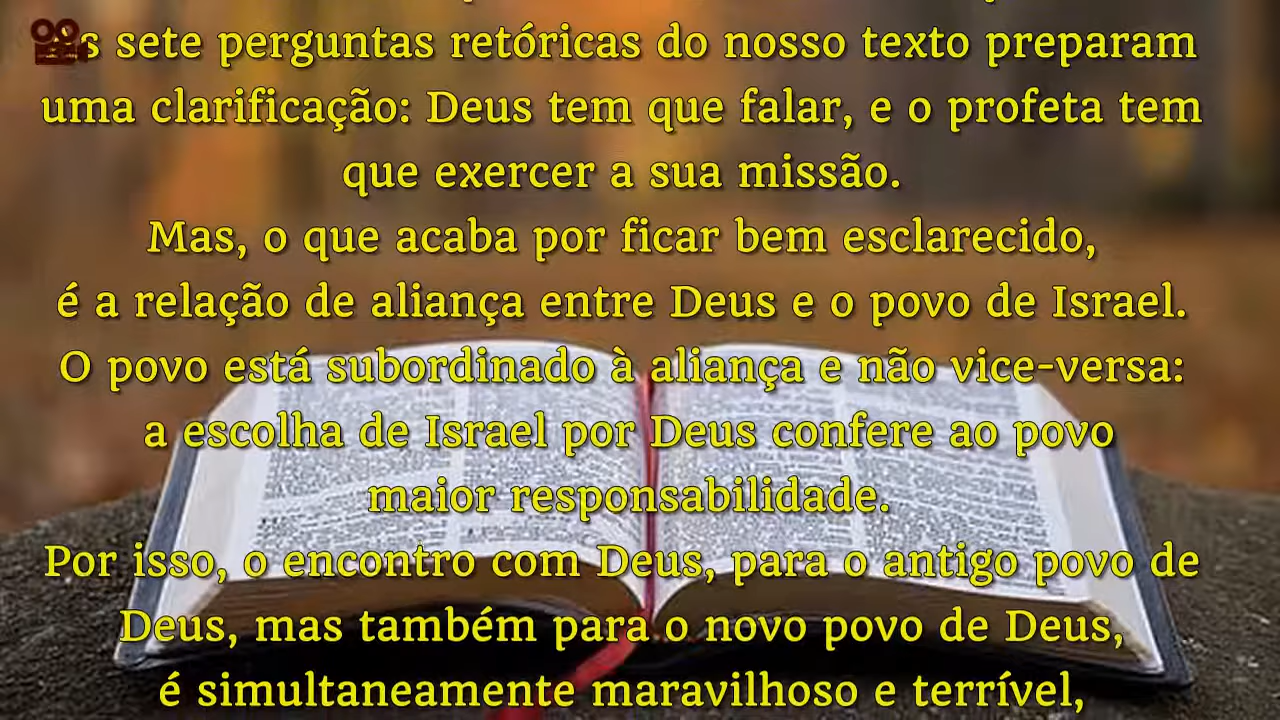 As sete perguntas retóricas do nosso texto preparam
uma clarificação: Deus tem que falar, e o profeta tem
que exercer a sua missão.
Mas, o que acaba por ficar bem esclarecido,
é a relação de aliança entre Deus e o povo de Israel.
O povo está subordinado à aliança e não vice-versa:
a escolha de Israel por Deus confere ao povo
maior responsabilidade.
Por isso, o encontro com Deus, para o antigo povo de
Deus, mas também para o novo povo de Deus,
é simultaneamente maravilhoso e terrível,